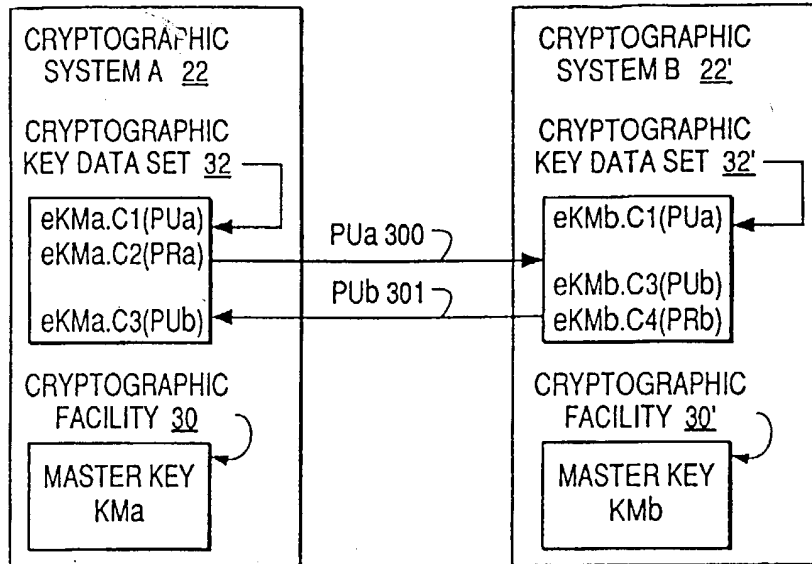 CRYPTOGRAPHIC
SYSTEM A 22
CRYPTOGRAPHIC
KEY DATA SET 32
eKMa.C1(PUa)
eKMa.C2(PRa)
eKMa.C3(PUb)
CRYPTOGRAPHIC
FACILITY 30
MASTER KEY
KMa
PUa 300
PUb 301
CRYPTOGRAPHIC
SYSTEM B 22'
CRYPTOGRAPHIC
KEY DATA SET 32'
eKMb.C1(PUa)
eKMb.C3(PUb)
eKMb.C4(PRb)
CRYPTOGRAPHIC
FACILITY 30'
MASTER KEY
KMb